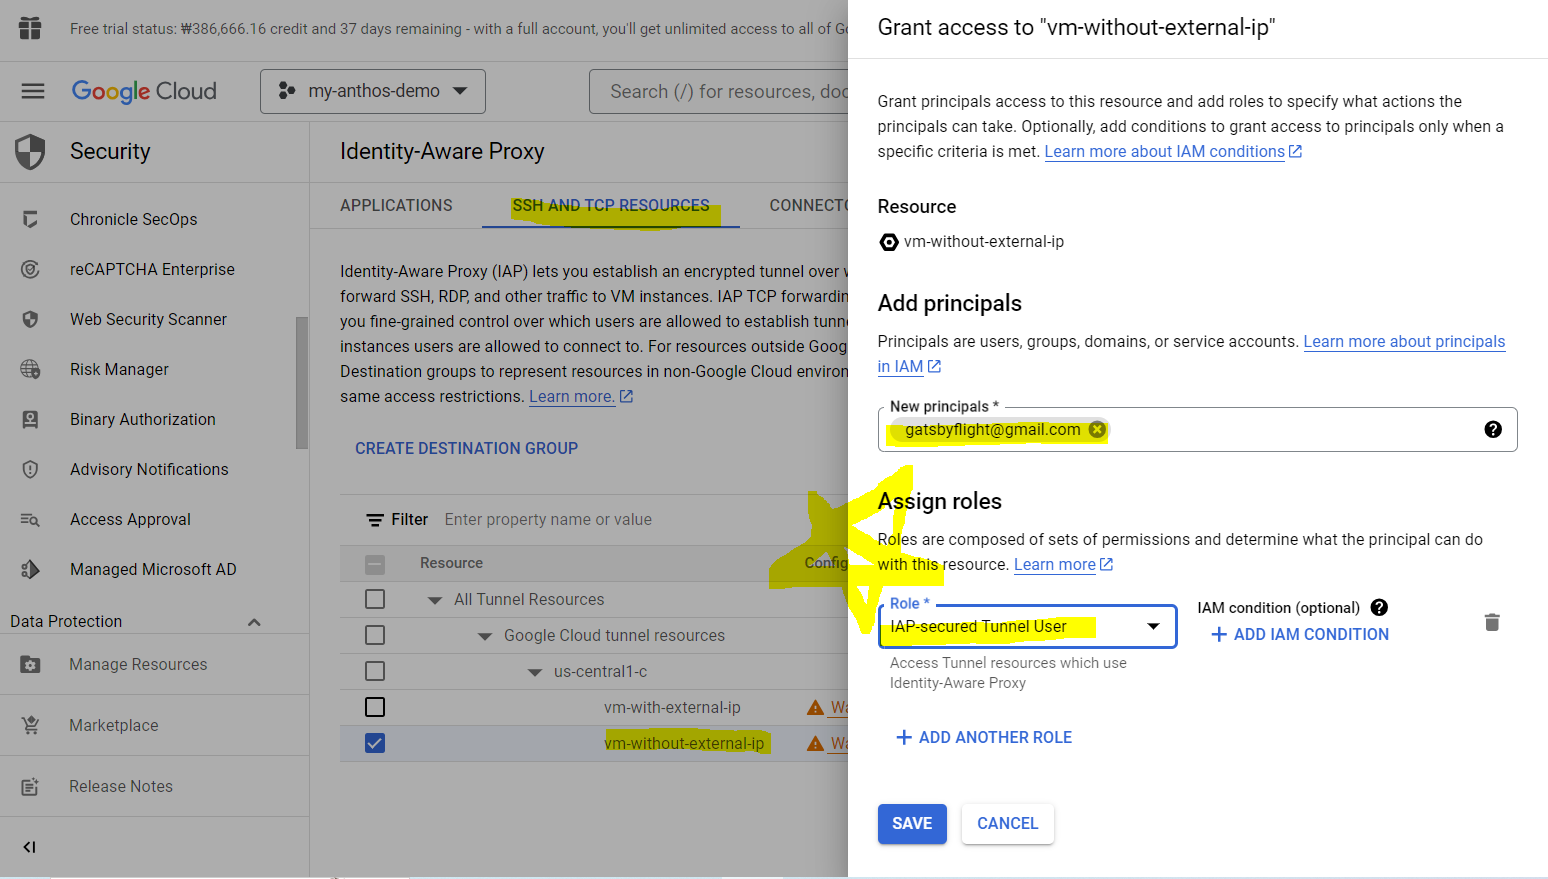 Free trial status: ₩386,666.16 credit and 37 days remaining - with a full account, you'll get unlimited access to all of Go
Google Cloud
my-anthos-demo
Search (/) for resources, doc
Security
Chronicle SecOps
reCAPTCHA Enterprise
Web Security Scanner
Risk Manager
Binary Authorization
Advisory Notifications
Access Approval
Managed Microsoft AD
Data Protection
Manage Resources
Marketplace
Release Notes
Identity-Aware Proxy
APPLICATIONS
SSH AND TCP RESOURCES
CONNECTO
Identity-Aware Proxy (IAP) lets you establish an encrypted tunnel over w
forward SSH, RDP, and other traffic to VM instances. IAP TCP forwardin
you fine-grained control over which users are allowed to establish tunne
instances users are allowed to connect to. For resources outside Goog
Destination groups to represent resources in non-Google Cloud environ
same access restrictions. Learn more.
CREATE DESTINATION GROUP
Filter Enter property name or value
Resource Config
All Tunnel Resources
Google Cloud tunnel resources
us-central1-c
vm-with-external-ip Wa
vm-without-external-ip Wa
Grant access to "vm-without-external-ip"
Grant principals access to this resource and add roles to specify what actions the
principals can take. Optionally, add conditions to grant access to principals only when a
specific criteria is met. Learn more about IAM conditions
Resource
vm-without-external-ip
Add principals
Principals are users, groups, domains, or service accounts. Learn more about principals
in IAM
New principals *
gatsbyflight@gmail.com
Assign roles
Roles are composed of sets of permissions and determine what the principal can do
with this resource. Learn more
Role *
IAP-secured Tunnel User
IAM condition (optional)
ADD IAM CONDITION
Access Tunnel resources which use
Identity-Aware Proxy
ADD ANOTHER ROLE
SAVE
CANCEL